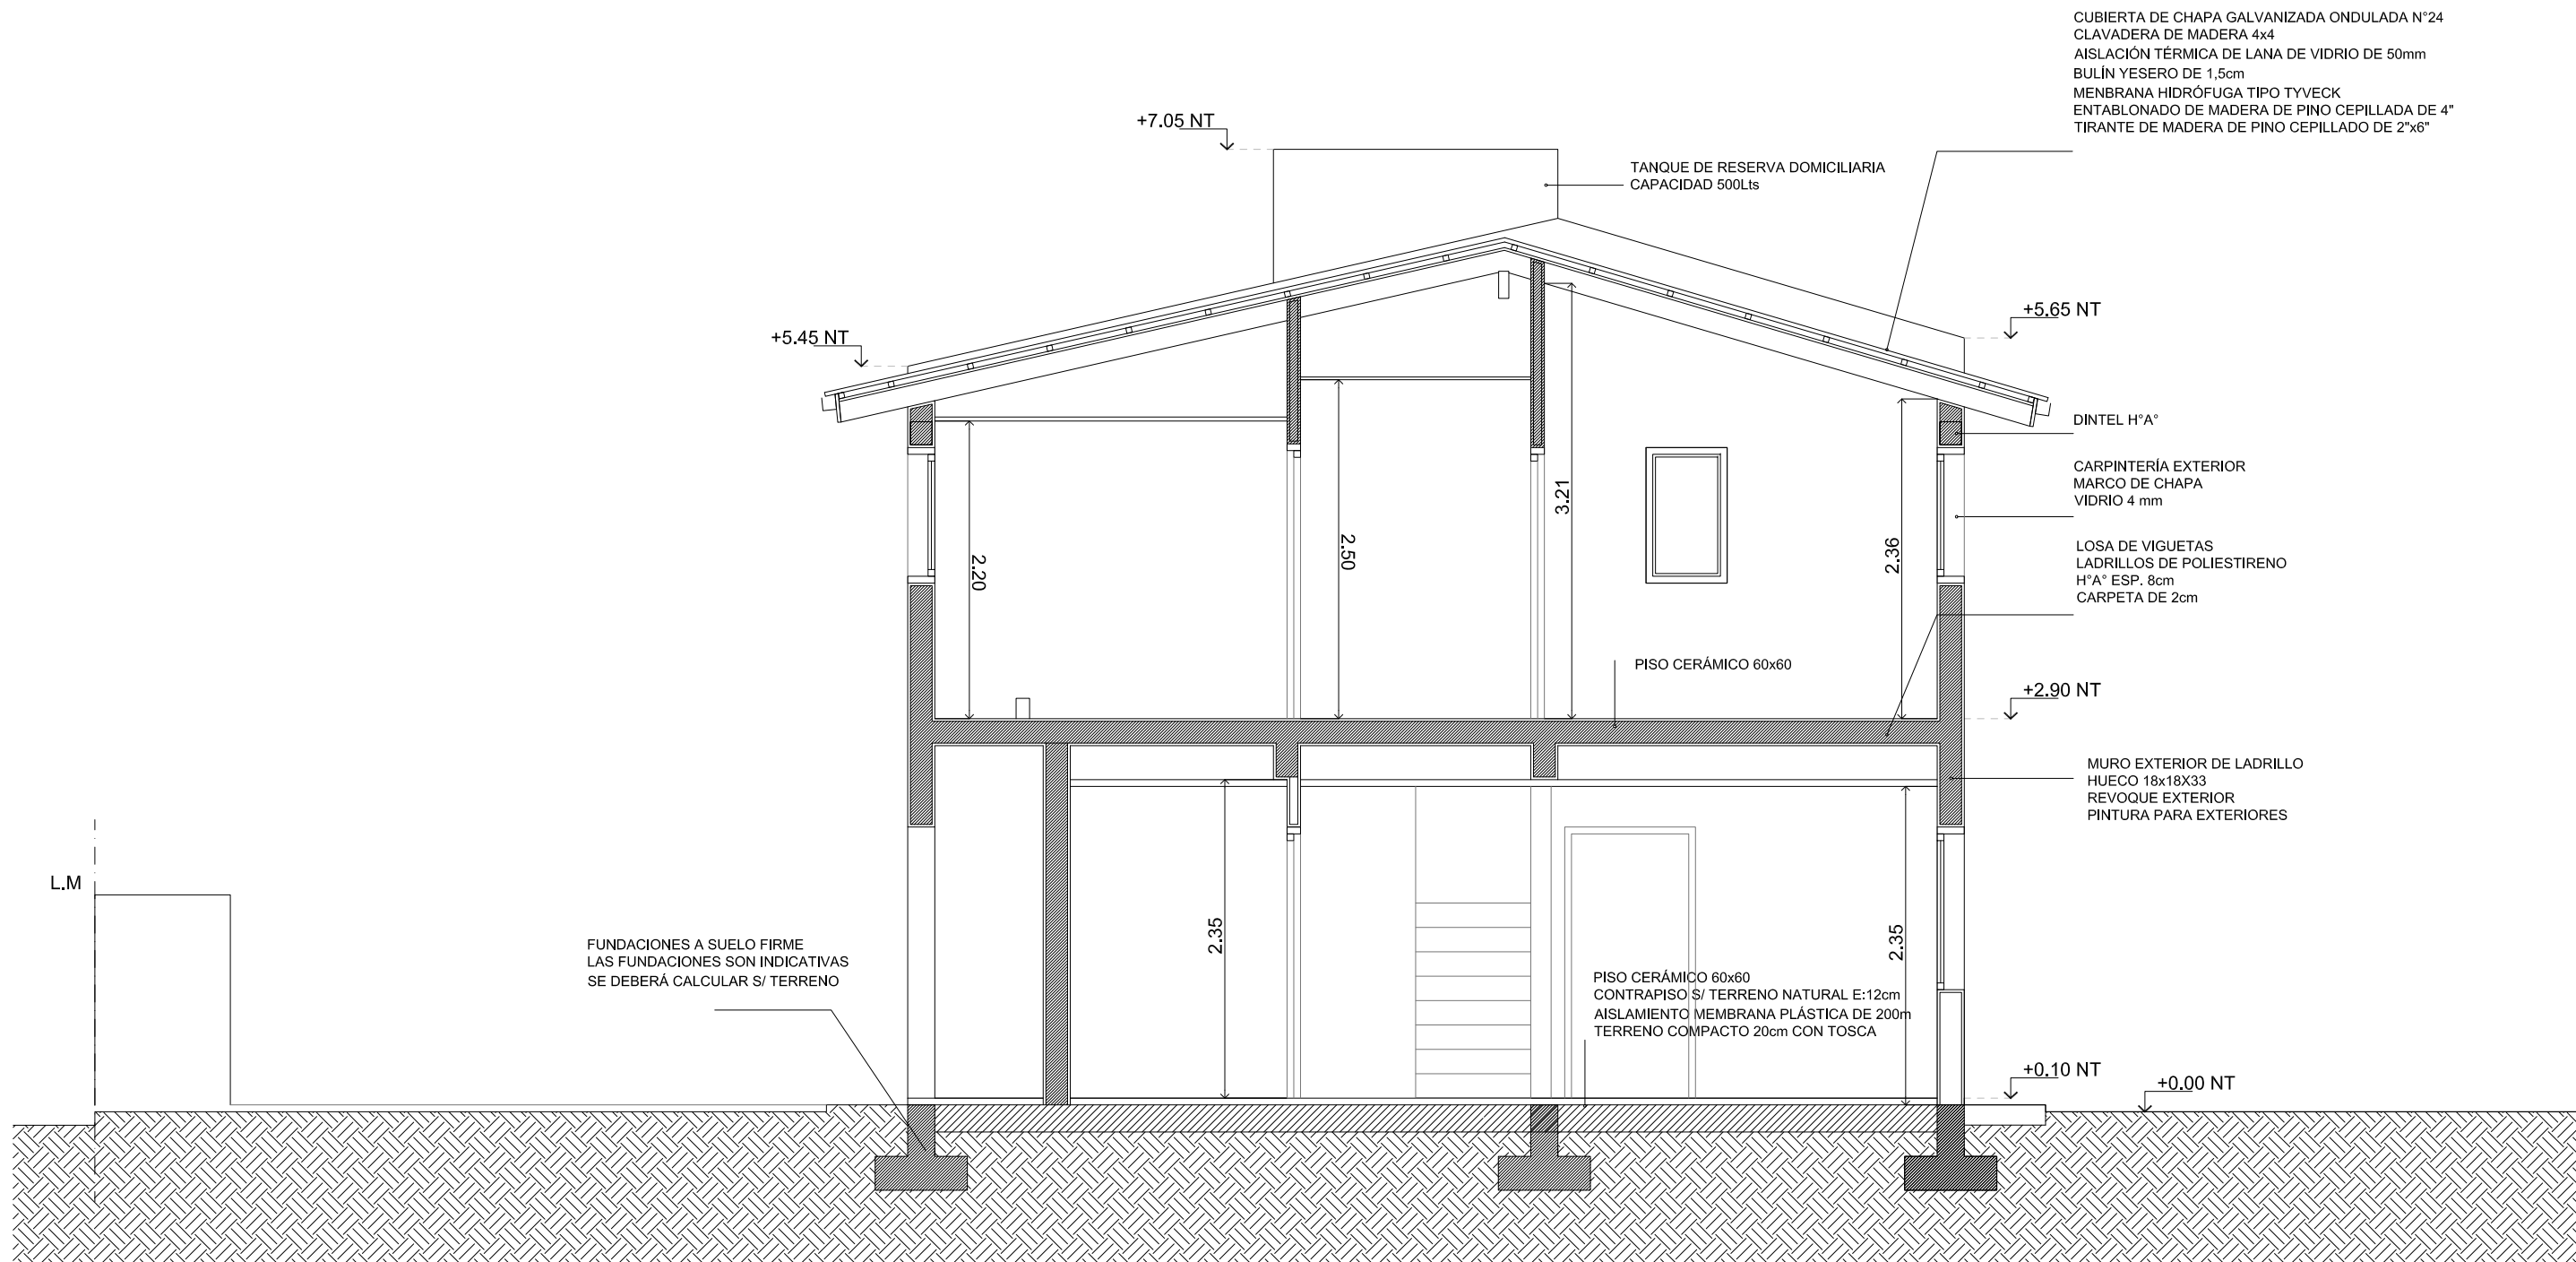 CUBIERTA DE CHAPA GALVANIZADA ONDULADA N°24
CLAVADERA DE MADERA 4x4
AISLACIÓN TÉRMICA DE LANA DE VIDRIO DE 50mm
BULÍN YESERO DE 1,5cm
MENBRANA HIDRÓFUGA TIPO TYVECK
ENTABLONADO DE MADERA DE PINO CEPILLADA DE 4"
TIRANTE DE MADERA DE PINO CEPILLADO DE 2"x6"
+7.05 NT
TANQUE DE RESERVA DOMICILIARIA
CAPACIDAD 500Lts
+5.45 NT
+5.65 NT
DINTEL H°A°
CARPINTERÍA EXTERIOR
MARCO DE CHAPA
VIDRIO 4 mm
2.20
2.50
3.21
2.36
LOSA DE VIGUETAS
LADRILLOS DE POLIESTIRENO
H°A° ESP. 8cm
CARPETA DE 2cm
PISO CERÁMICO 60x60
+2.90 NT
MURO EXTERIOR DE LADRILLO
HUECO 18x18X33
REVOQUE EXTERIOR
PINTURA PARA EXTERIORES
L.M
2.35
2.35
FUNDACIONES A SUELO FIRME
LAS FUNDACIONES SON INDICATIVAS
SE DEBERÁ CALCULAR S/ TERRENO
PISO CERÁMICO 60x60
CONTRAPISO S/ TERRENO NATURAL E:12cm
AISLAMIENTO MEMBRANA PLÁSTICA DE 200m
TERRENO COMPACTO 20cm CON TOSCA
+0.10 NT
+0.00 NT